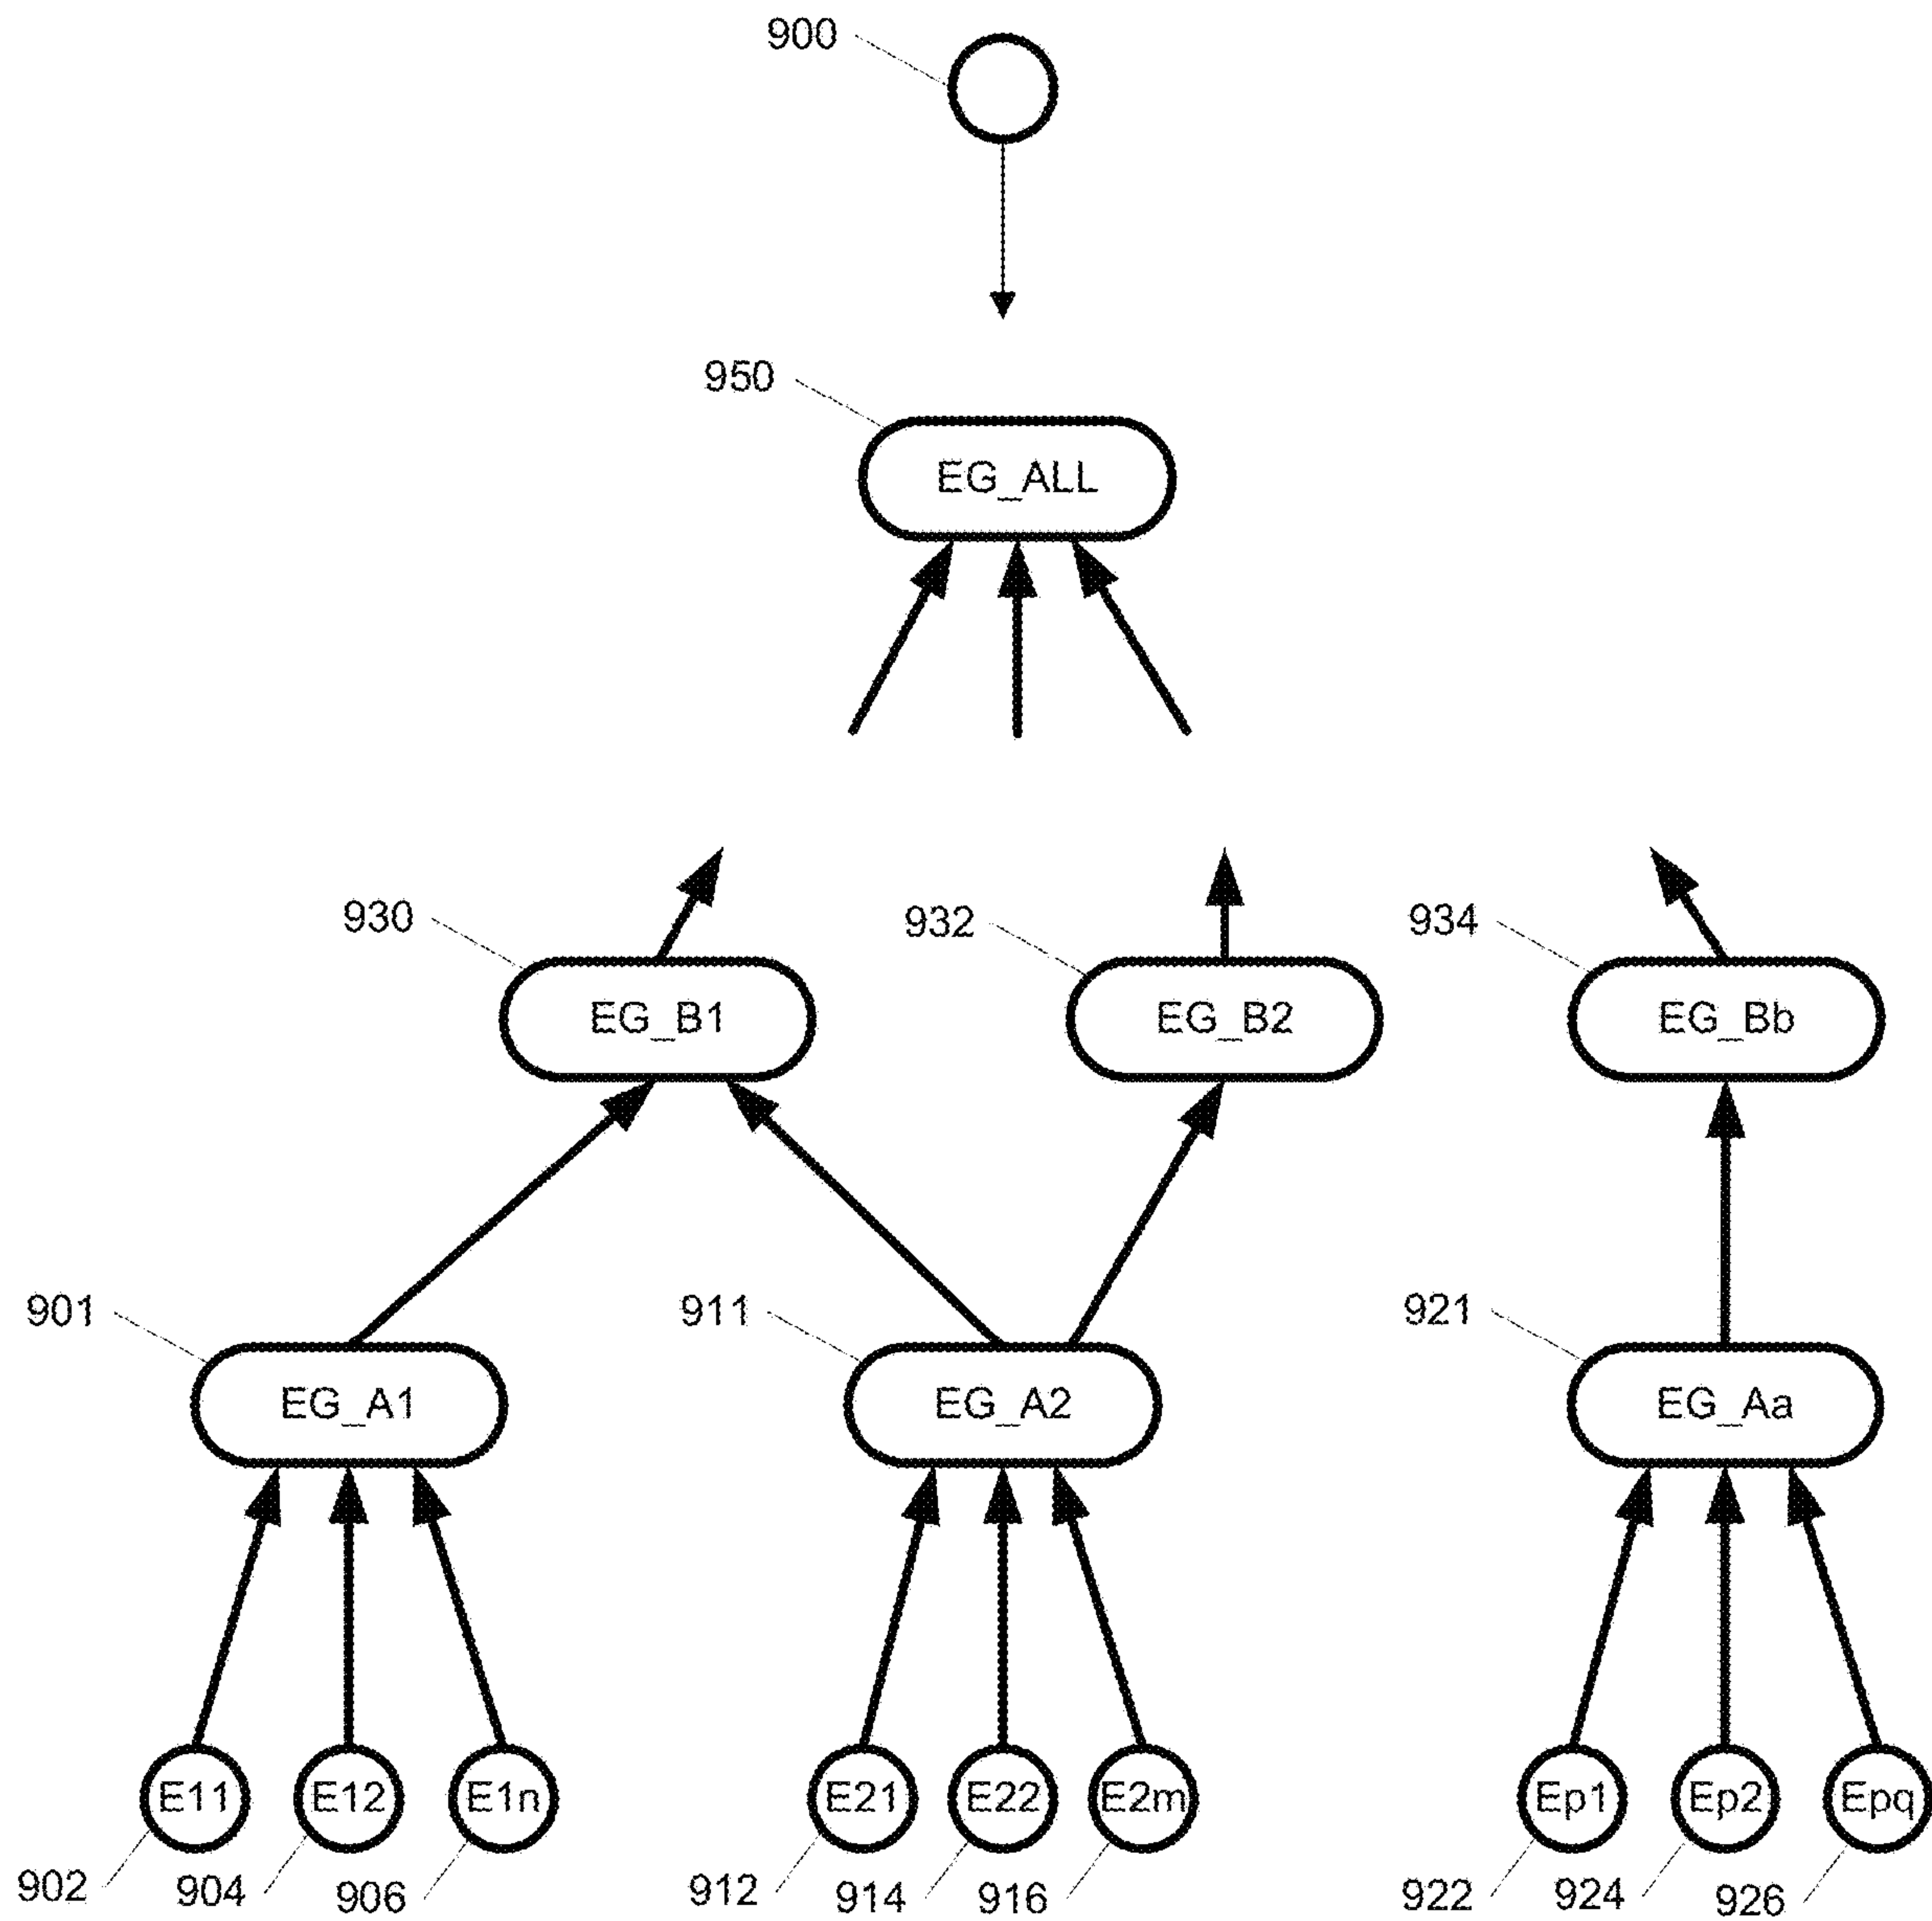 900
950
EG_ALL
930
932
934
EG_B1
EG_B2
EG_Bb
901
911
921
EG_A1
EG_A2
EG_Aa
E11
E12
E1n
E21
E22
E2m
Ep1
Ep2
Epq
902
904
906
912
914
916
922
924
926